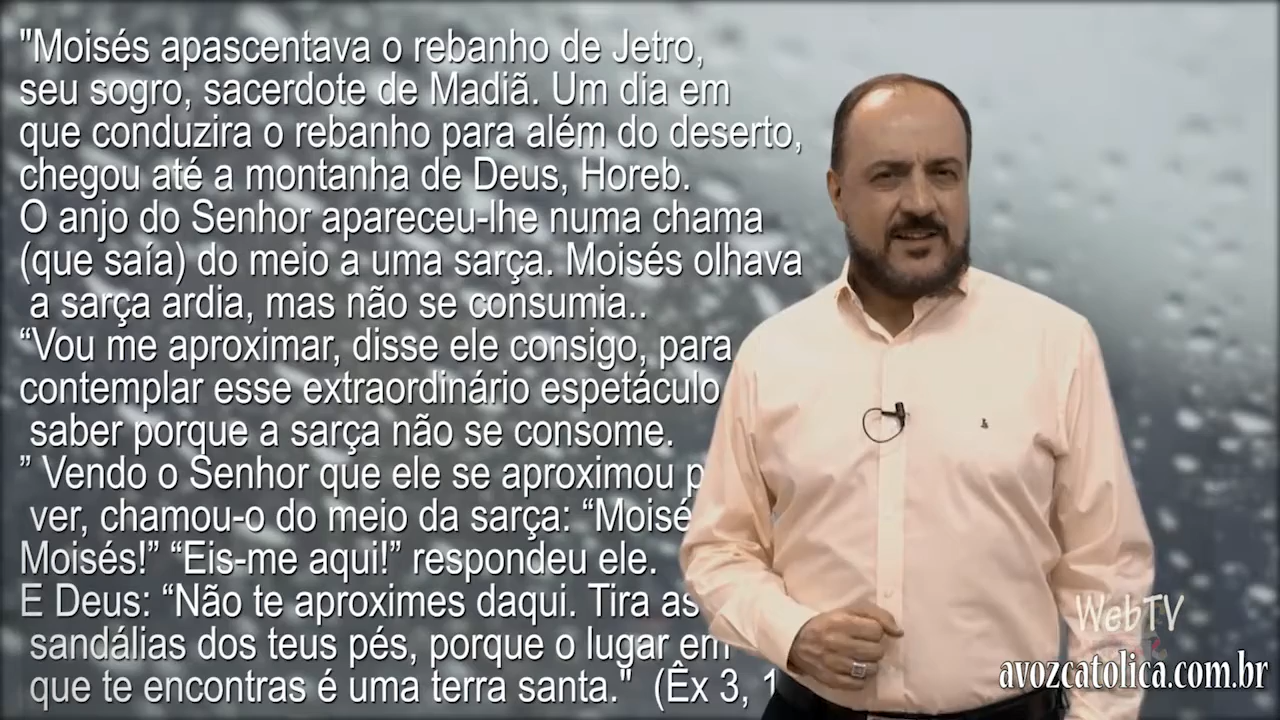 "Moisés apascentava o rebanho de Jetro,
seu sogro, sacerdote de Madiã. Um dia em
que conduzira o rebanho para além do deserto,
chegou até a montanha de Deus, Horeb.
O anjo do Senhor apareceu-lhe numa chama
(que saía) do meio a uma sarça. Moisés olhava
a sarça ardia, mas não se consumia..
“Vou me aproximar, disse ele consigo, para
contemplar esse extraordinário espetáculo
saber porque a sarça não se consome.
” Vendo o Senhor que ele se aproximou p
ver, chamou-o do meio da sarça: “Moisé
Moisés!” “Eis-me aqui!” respondeu ele.
E Deus: “Não te aproximes daqui. Tira as
sandálias dos teus pés, porque o lugar em
que te encontras é uma terra santa." (Êx 3, 1
WebTV
avozcatolica.com.br